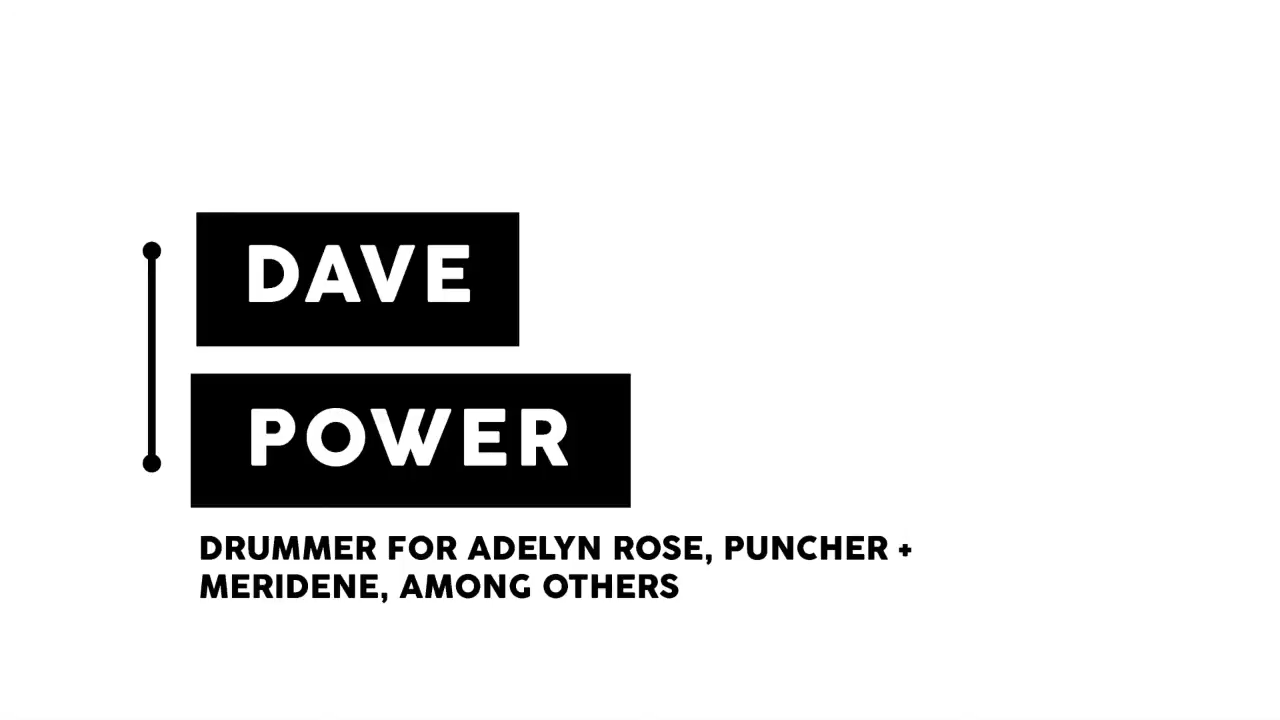 DAVE
POWER
DRUMMER FOR ADELYN ROSE, PUNCHER +
MERIDENE, AMONG OTHERS